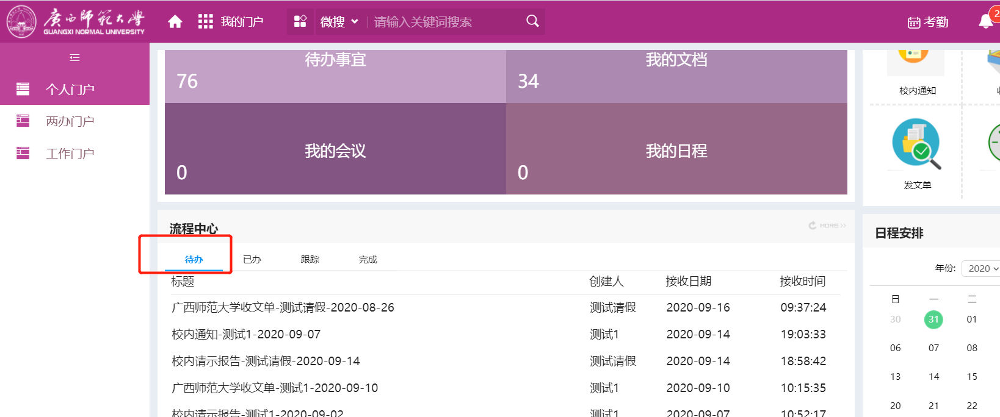 广西师范大学
GUANGXI NORMAL UNIVERSITY
我的门户
微搜
请输入关键词搜索
考勤
2
个人门户
两办门户
工作门户
待办事宜
76
我的文档
34
我的会议
0
我的日程
0
校内通知
发文单
流程中心
MORE >>
待办 已办 跟踪 完成
标题 创建人 接收日期 接收时间
广西师范大学收文单-测试请假-2020-08-26 测试请假 2020-09-16 09:37:24
校内通知-测试1-2020-09-07 测试1 2020-09-14 19:03:33
校内请示报告-测试请假-2020-09-14 测试请假 2020-09-14 18:58:42
广西师范大学收文单-测试1-2020-09-10 测试1 2020-09-10 10:15:35
校内请示报告-测试1-2020-09-02 测试1 2020-09-07 10:52:17
日程安排
年份: 2020
日 一 二
30 31 01
06 07 08
13 14 15
20 21 22